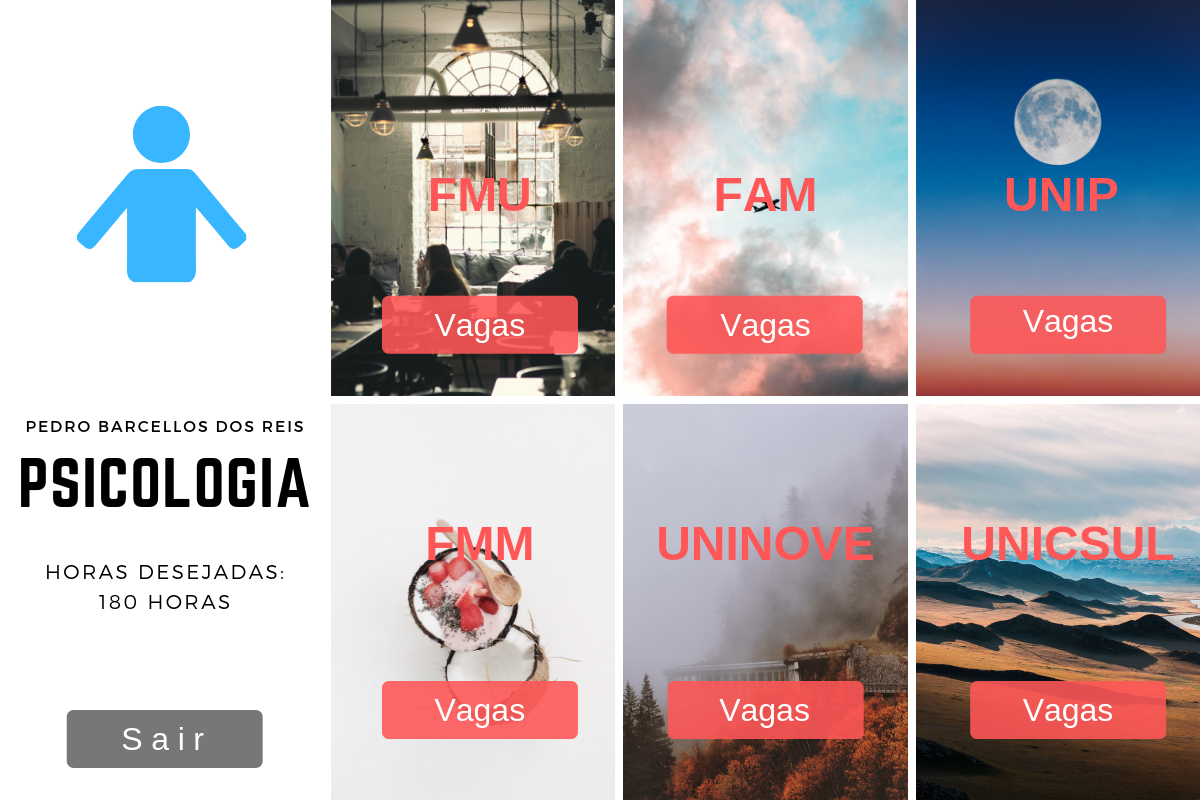 PEDRO BARCELLOS DOS REIS
PSICOLOGIA
HORAS DESEJADAS:
180 HORAS
Sair
FMU
Vagas
FAM
Vagas
UNIP
Vagas
FMM
Vagas
UNINOVE
Vagas
UNICSUL
Vagas